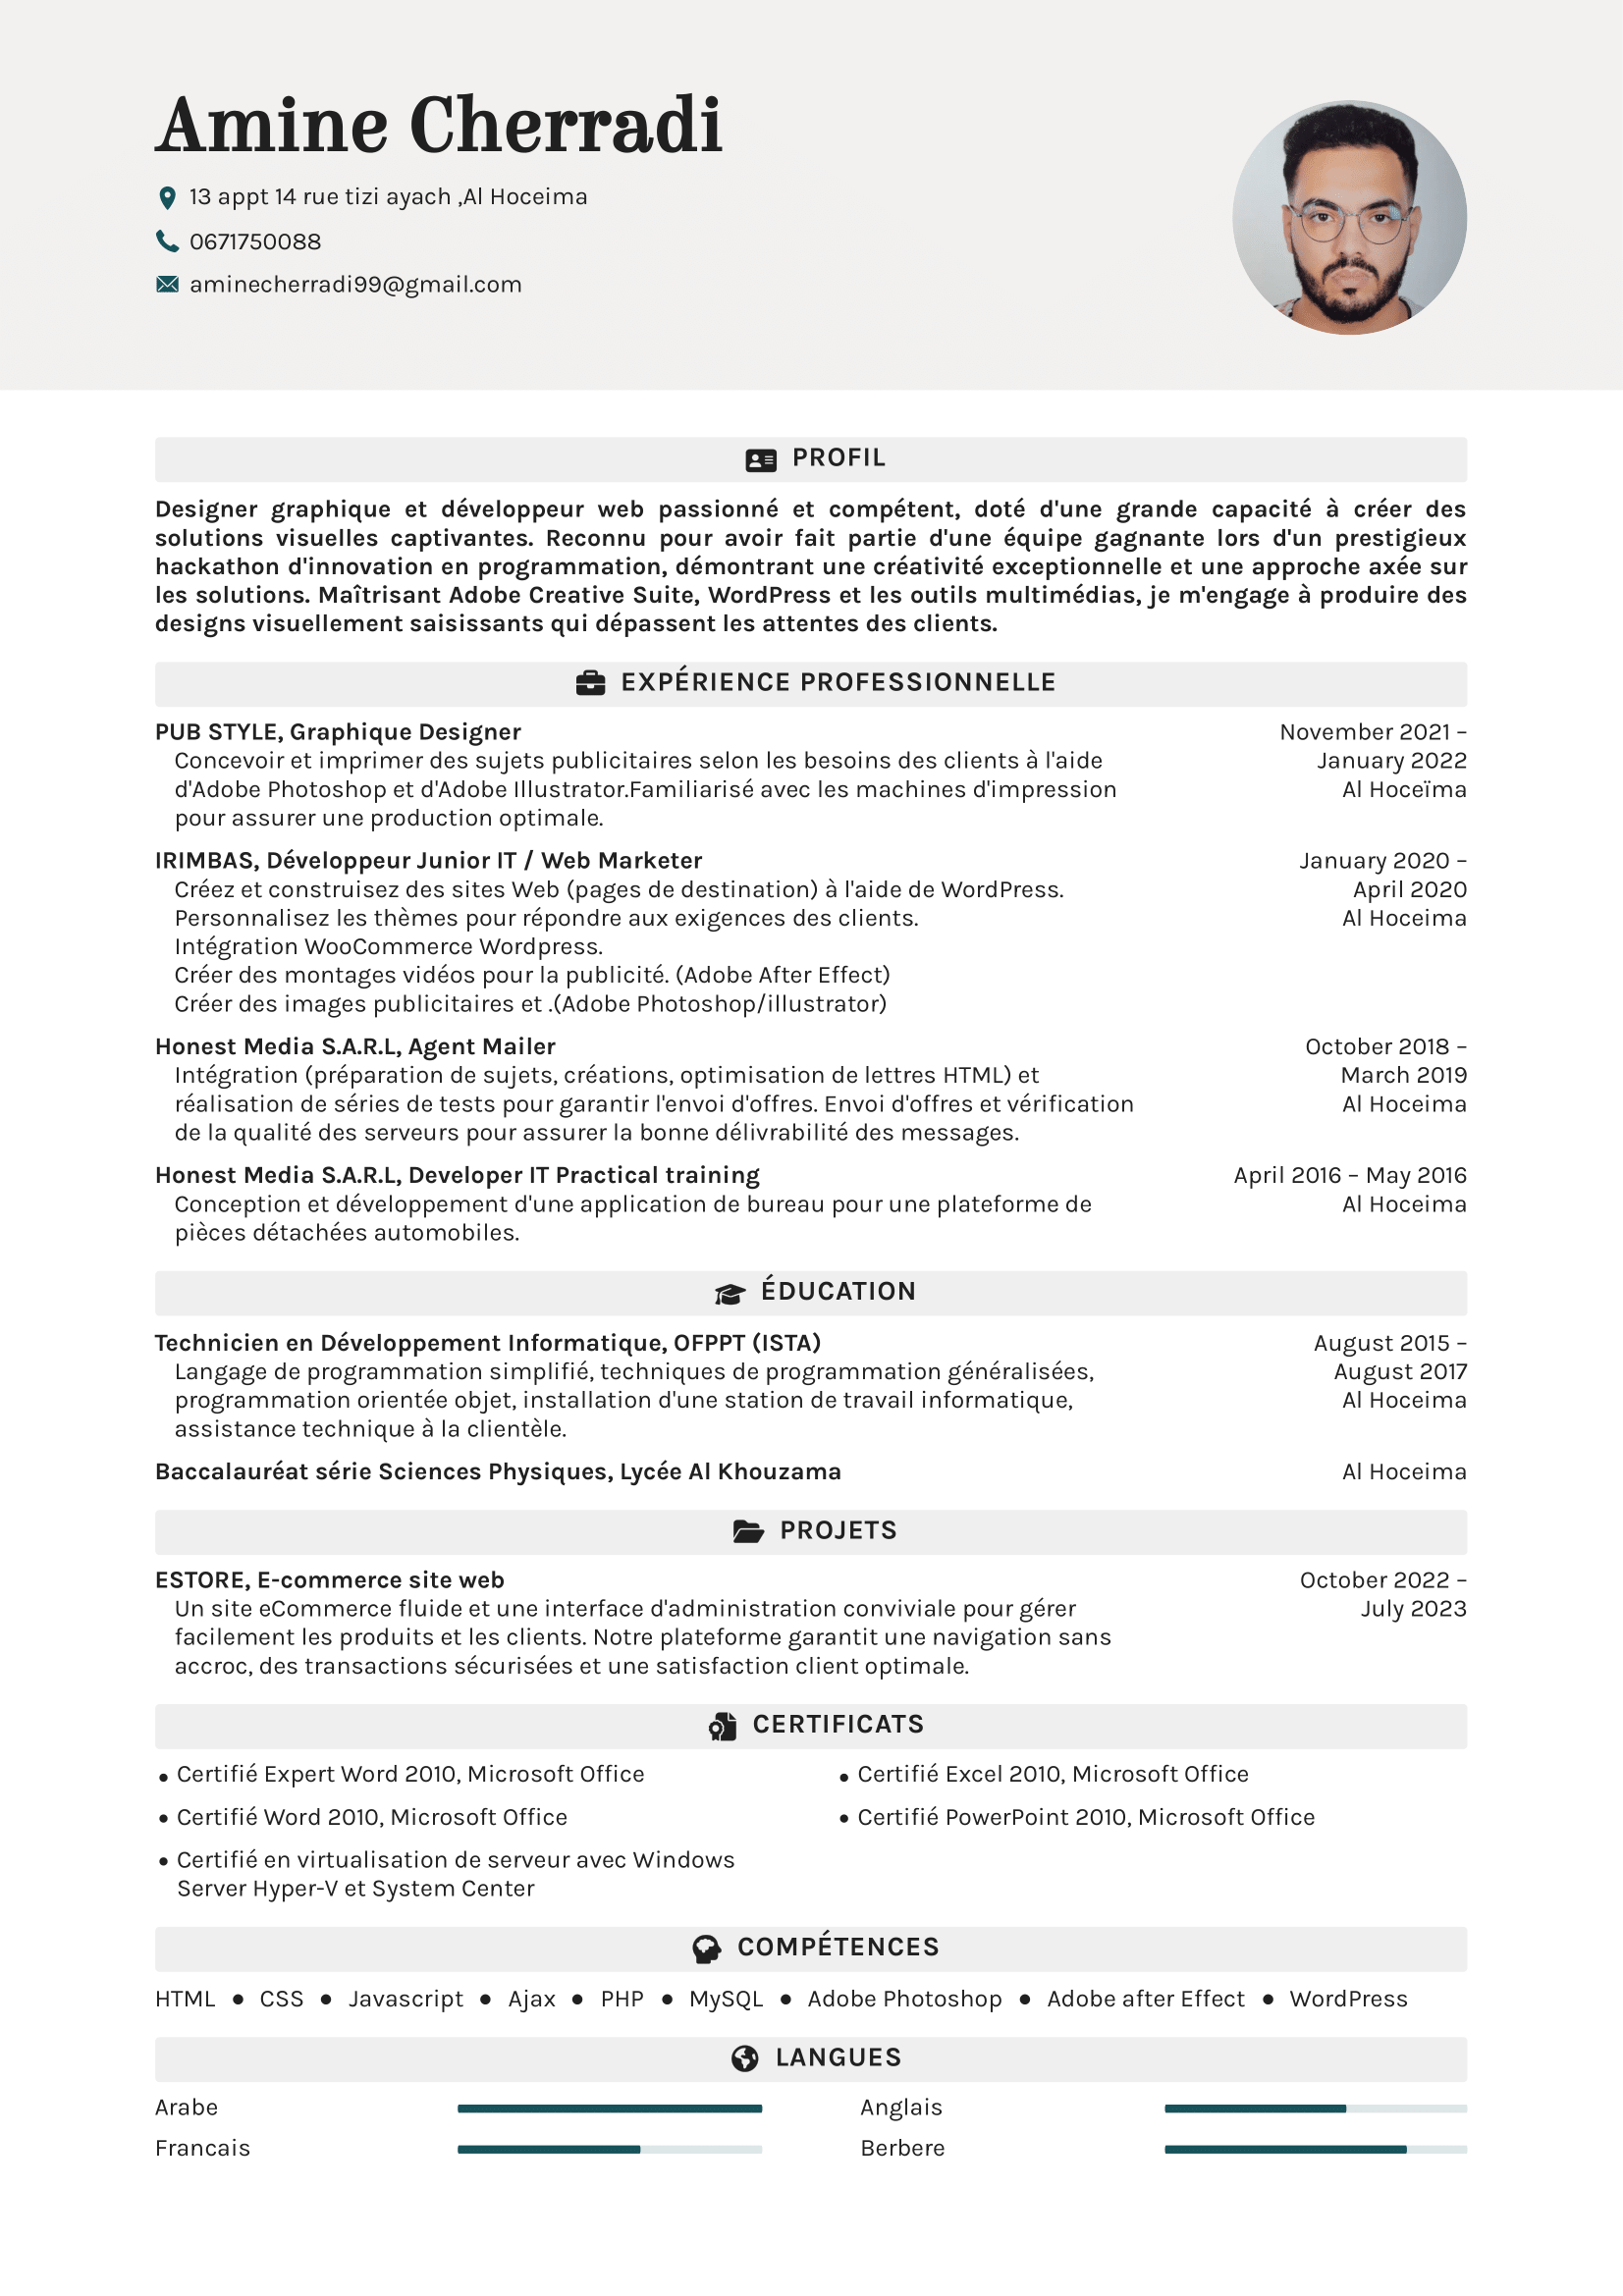 Amine Cherradi
13 appt 14 rue tizi ayach ,Al Hoceima
0671750088
aminecherradi99@gmail.com
PROFIL
Designer graphique et développeur web passionné et compétent, doté d'une grande capacité à créer des
solutions visuelles captivantes. Reconnu pour avoir fait partie d'une équipe gagnante lors d'un prestigieux
hackathon d'innovation en programmation, démontrant une créativité exceptionnelle et une approche axée sur
les solutions. Maîtrisant Adobe Creative Suite, WordPress et les outils multimédias, je m'engage à produire des
designs visuellement saisissants qui dépassent les attentes des clients.
EXPÉRIENCE PROFESSIONNELLE
PUB STYLE, Graphique Designer
Concevoir et imprimer des sujets publicitaires selon les besoins des clients à l'aide
d'Adobe Photoshop et d'Adobe Illustrator.Familiarisé avec les machines d'impression
pour assurer une production optimale.
November 2021 –
January 2022
Al Hoceïma
IRIMBAS, Développeur Junior IT / Web Marketer
Créez et construisez des sites Web (pages de destination) à l'aide de WordPress.
Personnalisez les thèmes pour répondre aux exigences des clients.
Intégration WooCommerce Wordpress.
Créer des montages vidéos pour la publicité. (Adobe After Effect)
Créer des images publicitaires et .(Adobe Photoshop/illustrator)
January 2020 –
April 2020
Al Hoceima
Honest Media S.A.R.L, Agent Mailer
Intégration (préparation de sujets, créations, optimisation de lettres HTML) et
réalisation de séries de tests pour garantir l'envoi d'offres. Envoi d'offres et vérification
de la qualité des serveurs pour assurer la bonne délivrabilité des messages.
October 2018 –
March 2019
Al Hoceima
Honest Media S.A.R.L, Developer IT Practical training
Conception et développement d'une application de bureau pour une plateforme de
pièces détachées automobiles.
April 2016 – May 2016
Al Hoceima
ÉDUCATION
Technicien en Développement Informatique, OFPPT (ISTA)
Langage de programmation simplifié, techniques de programmation généralisées,
programmation orientée objet, installation d'une station de travail informatique,
assistance technique à la clientèle.
August 2015 –
August 2017
Al Hoceima
Baccalauréat série Sciences Physiques, Lycée Al Khouzama
Al Hoceima
PROJETS
ESTORE, E-commerce site web
Un site eCommerce fluide et une interface d'administration conviviale pour gérer
facilement les produits et les clients. Notre plateforme garantit une navigation sans
accroc, des transactions sécurisées et une satisfaction client optimale.
October 2022 –
July 2023
CERTIFICATS
• Certifié Expert Word 2010, Microsoft Office
• Certifié Excel 2010, Microsoft Office
• Certifié Word 2010, Microsoft Office
• Certifié PowerPoint 2010, Microsoft Office
• Certifié en virtualisation de serveur avec Windows
Server Hyper-V et System Center
COMPÉTENCES
HTML • CSS • Javascript • Ajax • PHP • MySQL • Adobe Photoshop • Adobe after Effect • WordPress
LANGUES
Arabe
Anglais
Francais
Berbere